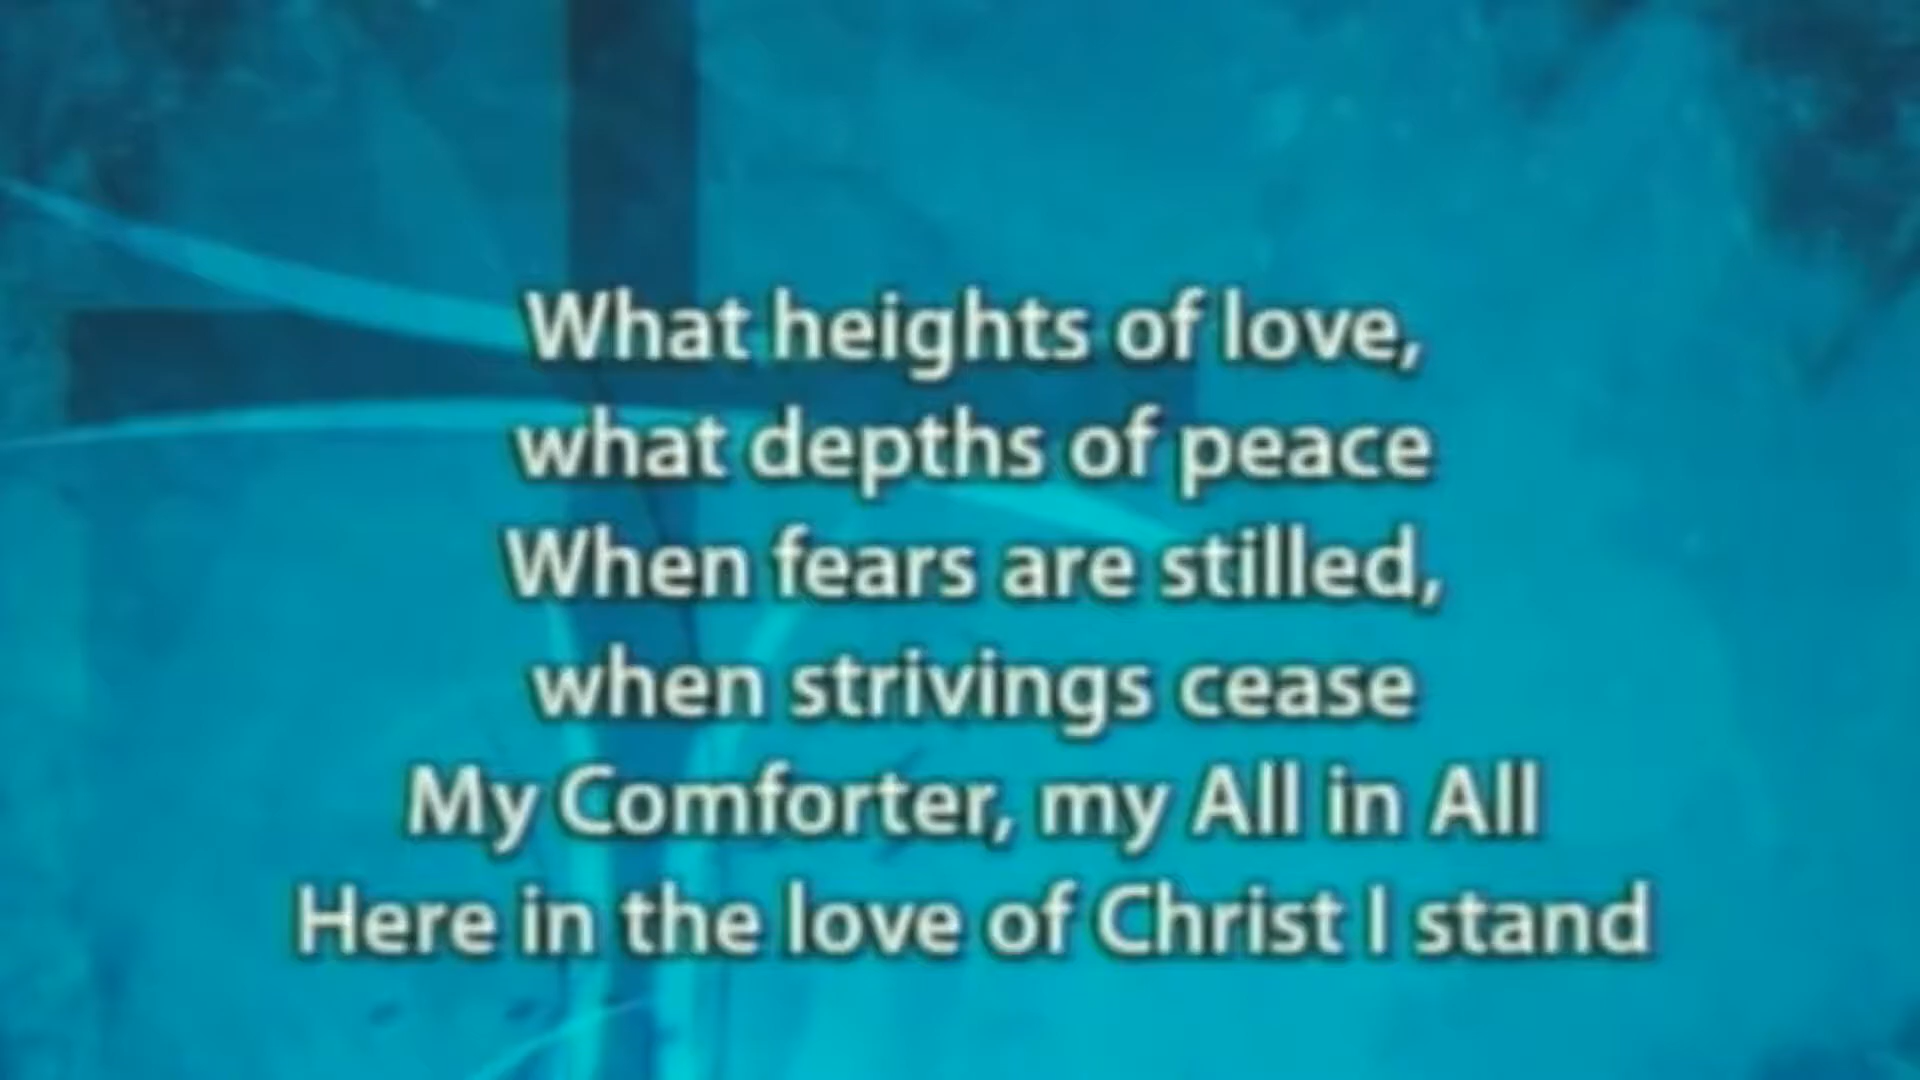 What heights of love,
what depths of peace
When fears are stilled,
when strivings cease
My Comforter, my All in All
Here in the love of Christ I stand